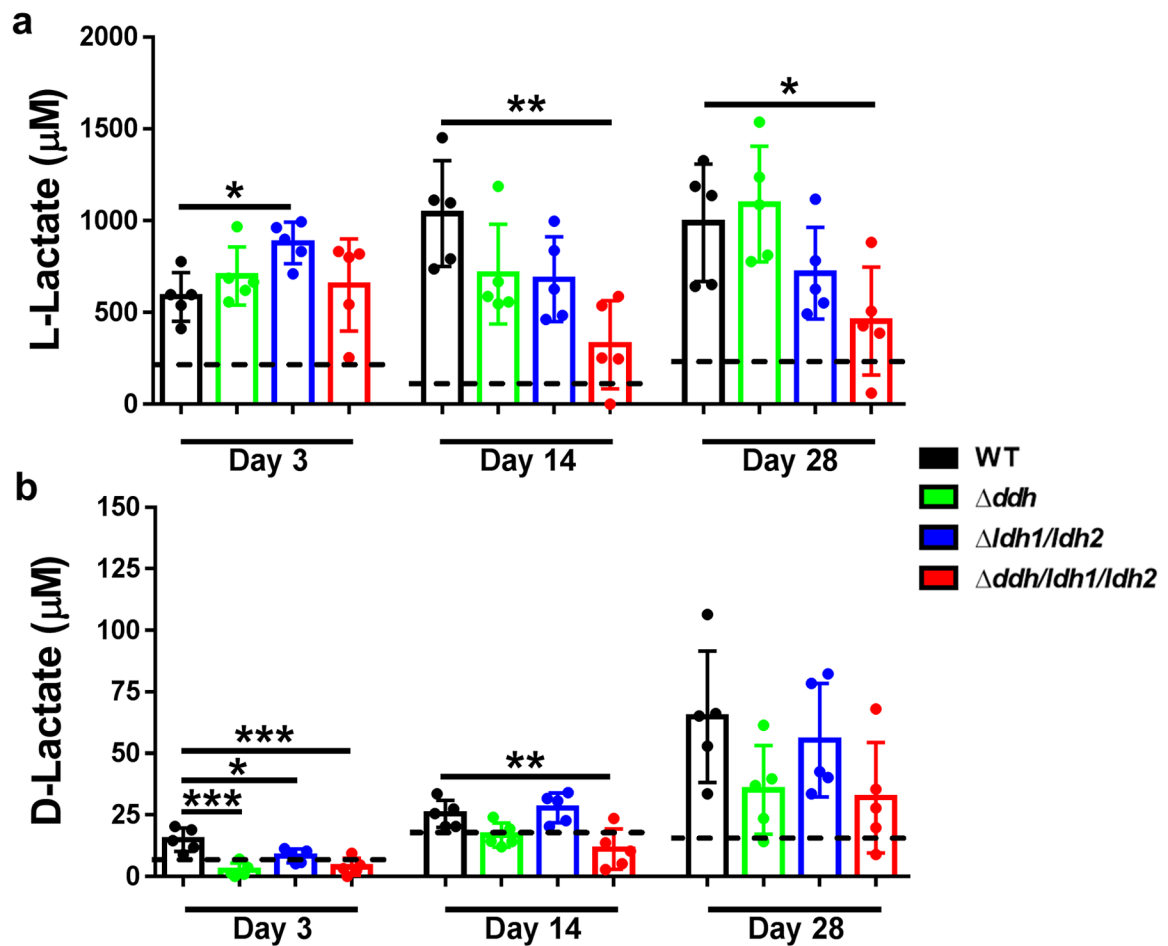 a
L-Lactate (µM)
2000
1500
1000
500
0
*
**
*
Day 3
Day 14
Day 28
WT
Δddh
Δldh1/ldh2
Δddh/ldh1/ldh2
b
D-Lactate (µM)
150
125
100
75
50
25
0
***
*
***
**
Day 3
Day 14
Day 28